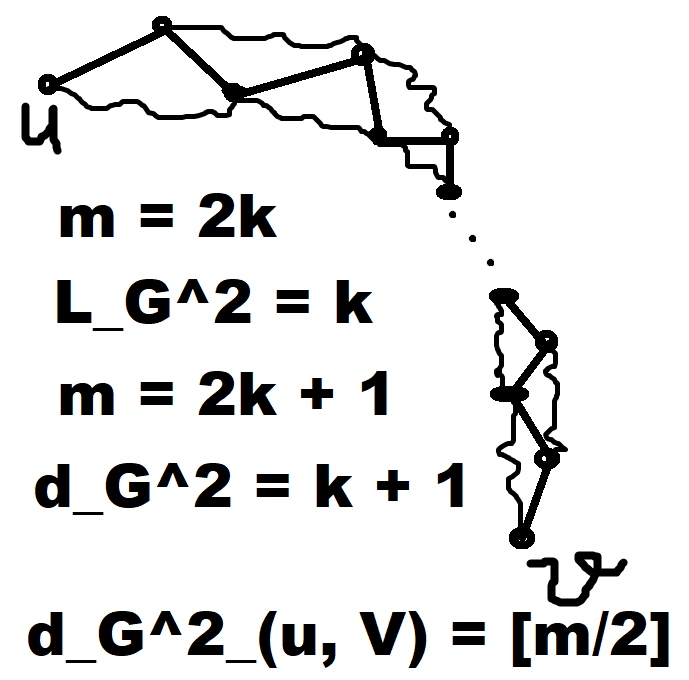 u
m = 2k
L_G^2 = k
m = 2k + 1
d_G^2 = k + 1
v
d_G^2_(u, V) = [m/2]